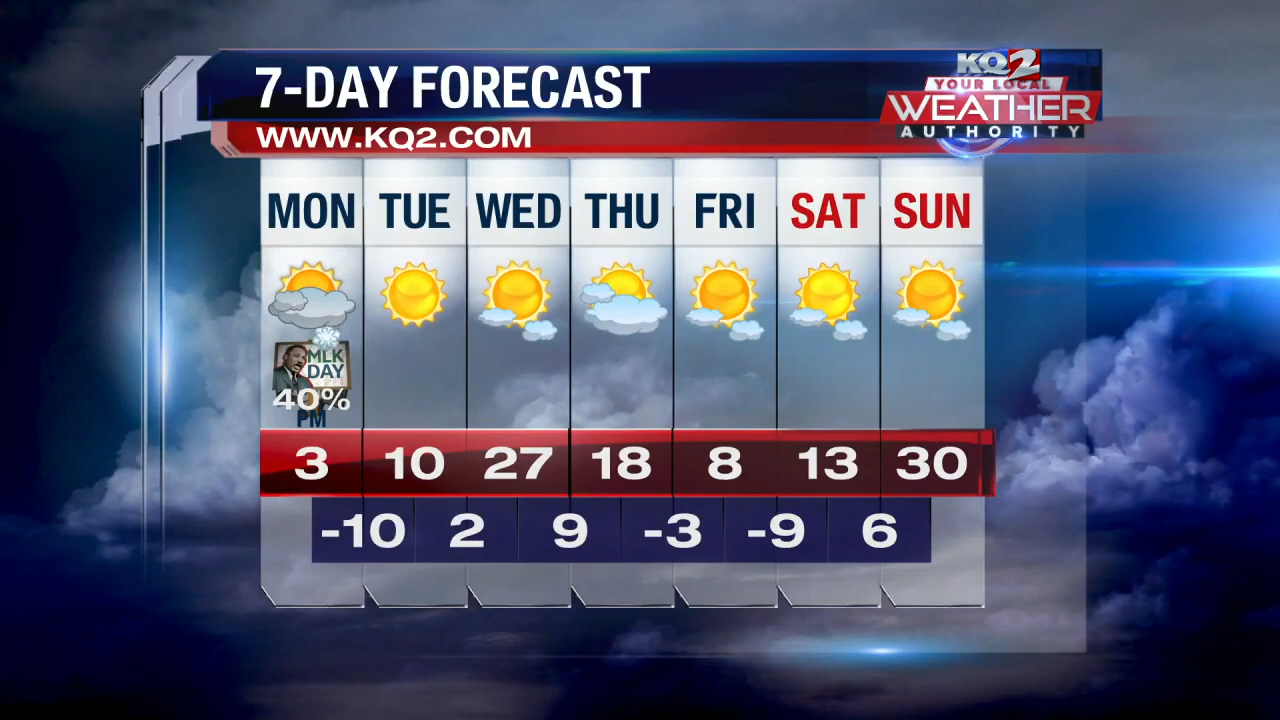 7-DAY FORECAST
WWW.KQ2.COM
KQ2
YOUR LOCAL
WEATHER
AUTHORITY
MON TUE WED THU FRI SAT SUN
MLK
DAY
40%
PM
3 10 27 18 8 13 30
-10 2 9 -3 -9 6